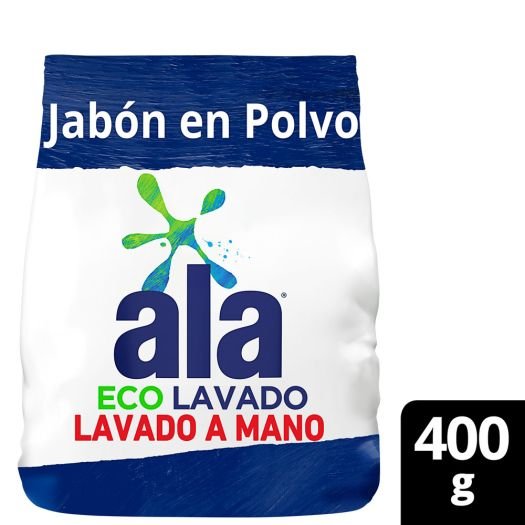 Jabón en Polvo
ala®
ECO LAVADO
LAVADO A MANO
400
g